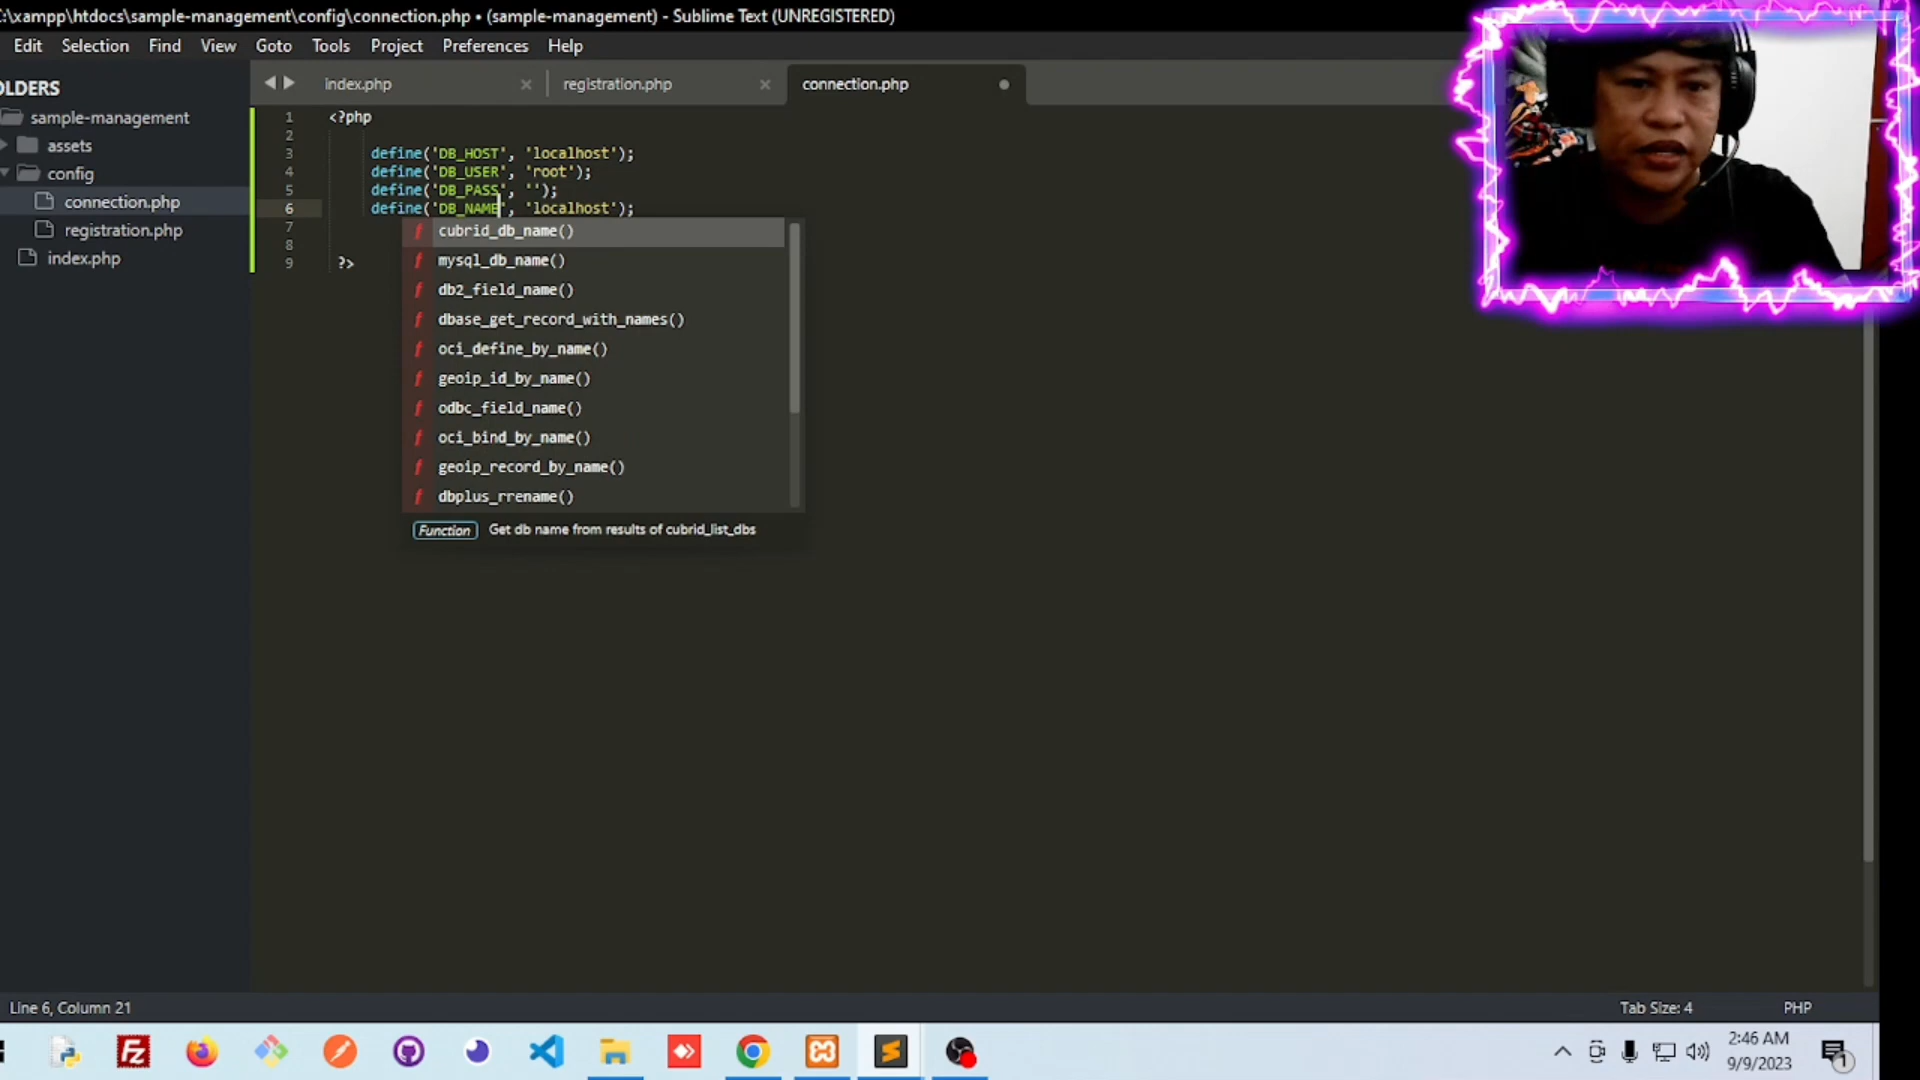 C:\xampp\htdocs\sample-management\config\connection.php • (sample-management) - Sublime Text (UNREGISTERED)
Edit Selection Find View Goto Tools Project Preferences Help
OLDERS
sample-management
assets
config
connection.php
registration.php
index.php
index.php
registration.php
connection.php
1 <?php
2
3 define('DB_HOST', 'localhost');
4 define('DB_USER', 'root');
5 define('DB_PASS', '');
6 define('DB_NAME', 'localhost');
7
8
9 ?>
f cubrid_db_name()
f mysql_db_name()
f db2_field_name()
f dbase_get_record_with_names()
f oci_define_by_name()
f geoip_id_by_name()
f odbc_field_name()
f oci_bind_by_name()
f geoip_record_by_name()
f dbplus_rrename()
Function Get db name from results of cubrid_list_dbs
Line 6, Column 21
Tab Size: 4
PHP
FZ
2:46 AM
9/9/2023
1